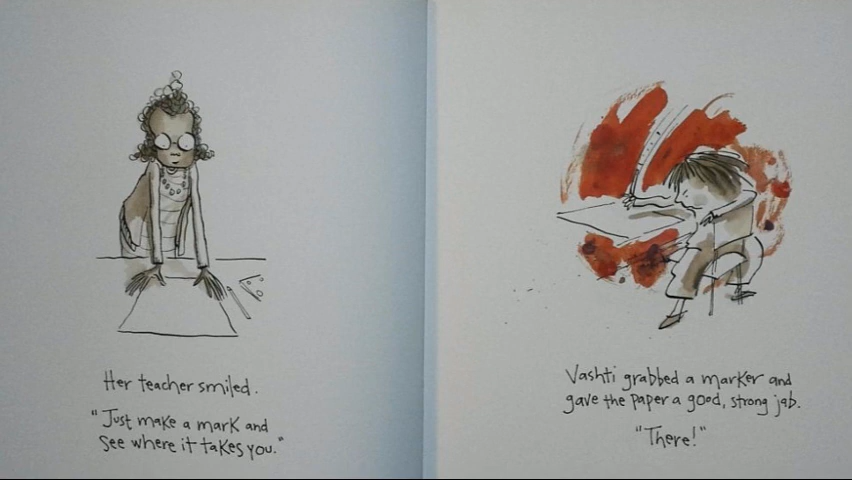 Her teacher smiled.
"Just make a mark and
see where it takes you."
Vashti grabbed a marker and
gave the paper a good, strong jab.
"There!"